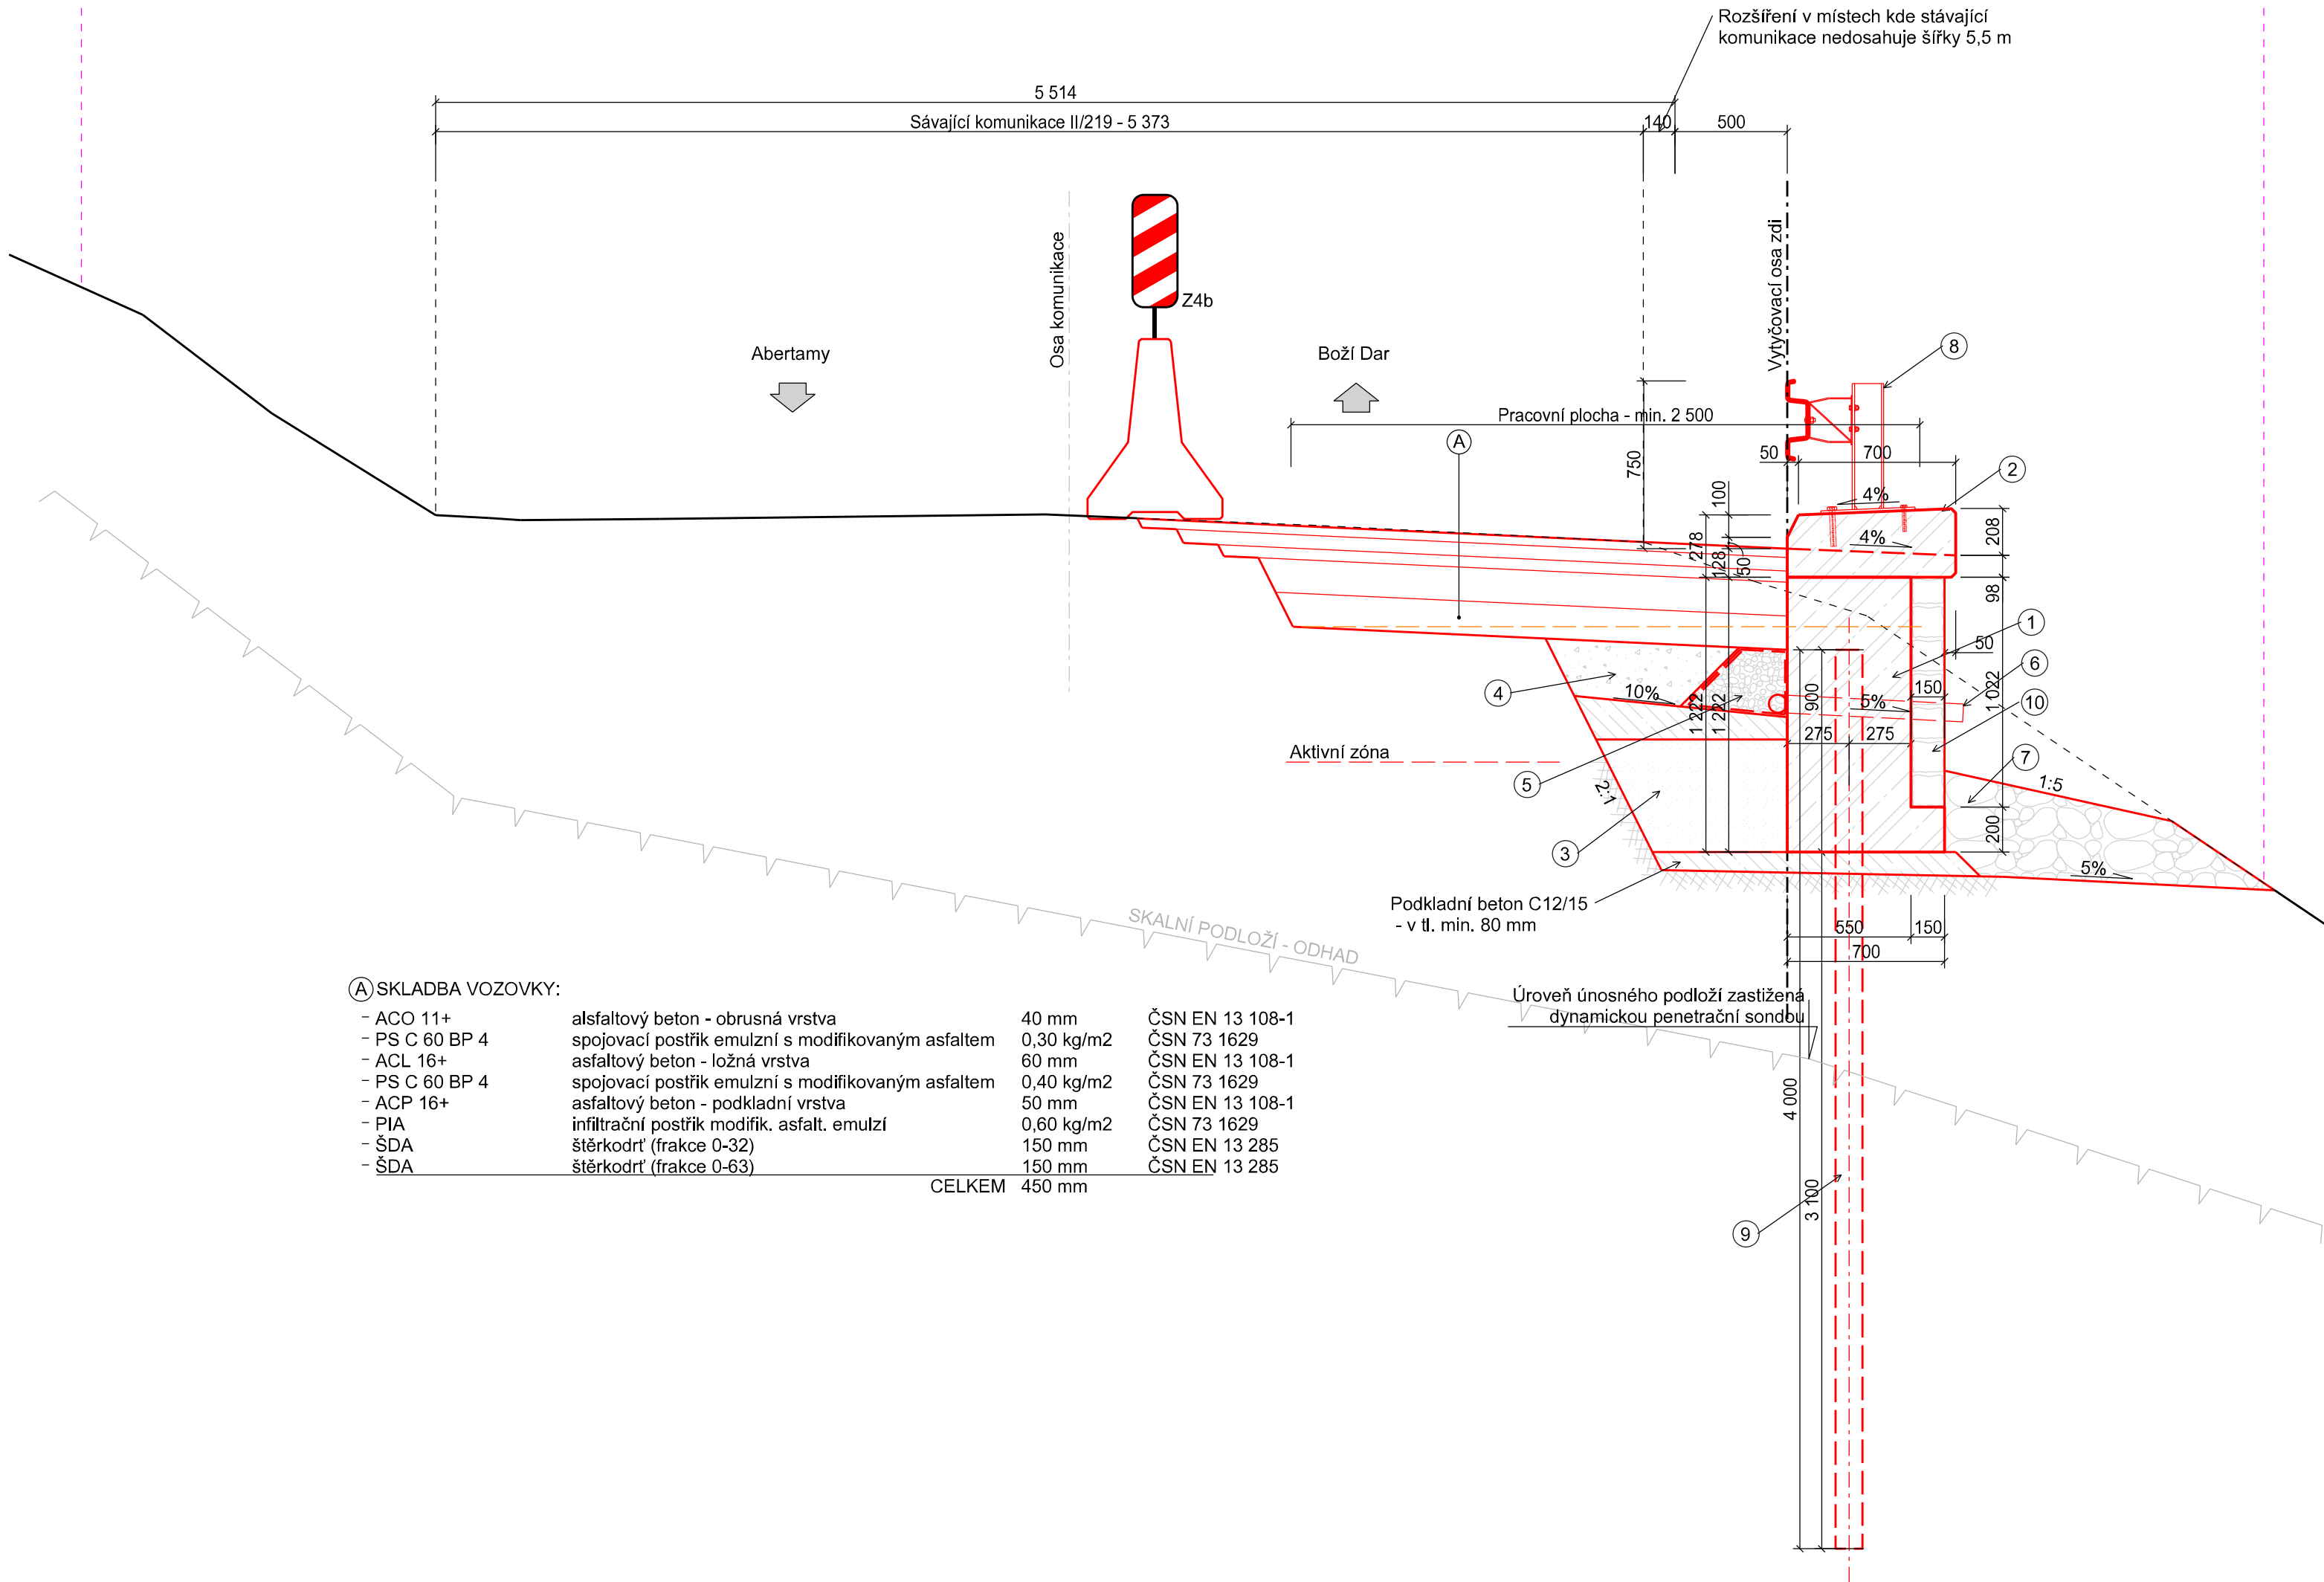 Rozšíření v místech kde stávající
komunikace nedosahuje šířky 5,5 m
5 514
Sávající komunikace II/219 - 5 373
140
500
Osa komunikace
Z4b
Vytyčovací osa zdi
Abertamy
Boží Dar
8
Pracovní plocha - min. 2 500
A
750
50
700
2
4%
100
278
128
50
4%
208
98
1
50
6
4
10%
1 222
1 222
900
5%
150
1 022
10
275
275
Aktivní zóna
5
2:1
7
1:5
3
200
5%
Podkladní beton C12/15
- v tl. min. 80 mm
550
150
700
SKALNÍ PODLOŽÍ - ODHAD
Úroveň únosného podloží zastižená
dynamickou penetrační sondou
4 000
3 100
9
A SKLADBA VOZOVKY:
- ACO 11+ alsfaltový beton - obrusná vrstva 40 mm ČSN EN 13 108-1
- PS C 60 BP 4 spojovací postřik emulzní s modifikovaným asfaltem 0,30 kg/m2 ČSN 73 1629
- ACL 16+ asfaltový beton - ložná vrstva 60 mm ČSN EN 13 108-1
- PS C 60 BP 4 spojovací postřik emulzní s modifikovaným asfaltem 0,40 kg/m2 ČSN 73 1629
- ACP 16+ asfaltový beton - podkladní vrstva 50 mm ČSN EN 13 108-1
- PIA infiltrační postřik modifik. asfalt. emulzí 0,60 kg/m2 ČSN 73 1629
- ŠDA štěrkodrť (frakce 0-32) 150 mm ČSN EN 13 285
- ŠDA štěrkodrť (frakce 0-63) 150 mm ČSN EN 13 285
CELKEM 450 mm